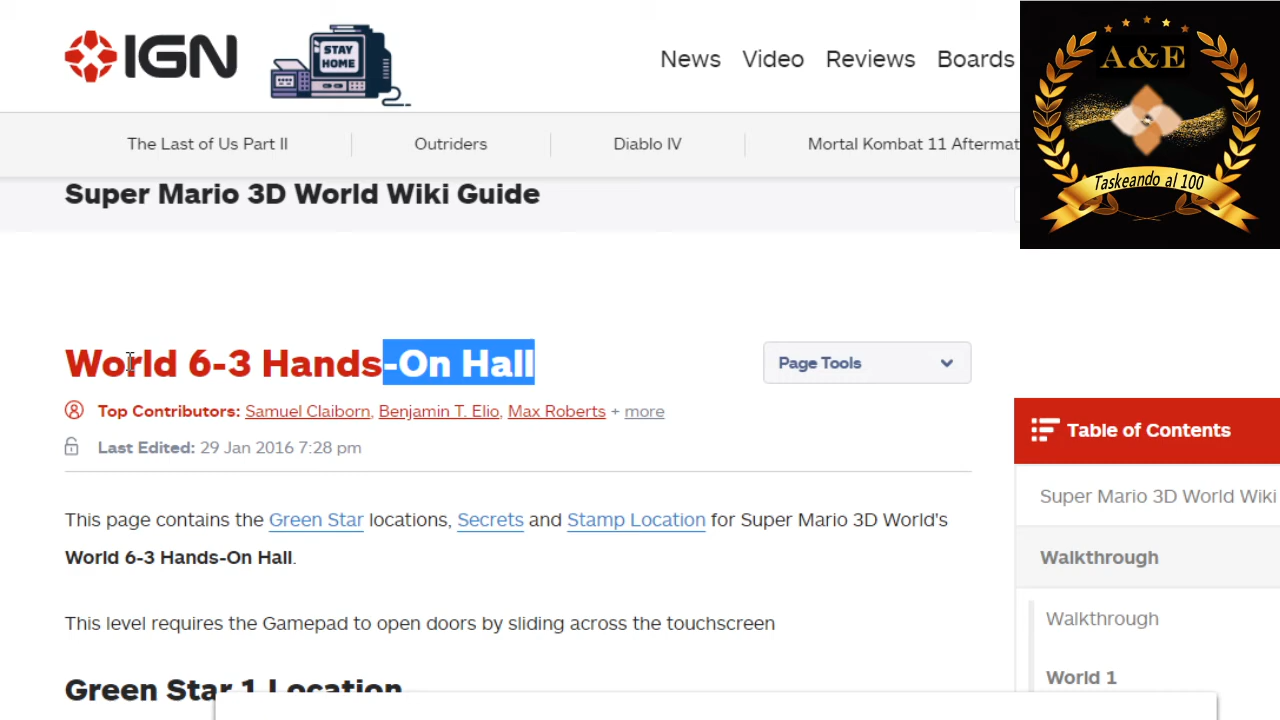 IGN
STAY
HOME
News Video Reviews Boards
A&E
Taskeando al 100
The Last of Us Part II
Outriders
Diablo IV
Mortal Kombat 11 Aftermat
Super Mario 3D World Wiki Guide
World 6-3 Hands-On Hall
Page Tools
Top Contributors: Samuel Claiborn, Benjamin T. Elio, Max Roberts + more
Last Edited: 29 Jan 2016 7:28 pm
This page contains the Green Star locations, Secrets and Stamp Location for Super Mario 3D World's
World 6-3 Hands-On Hall.
This level requires the Gamepad to open doors by sliding across the touchscreen
Green Star 1 Location
Table of Contents
Super Mario 3D World Wiki
Walkthrough
Walkthrough
World 1